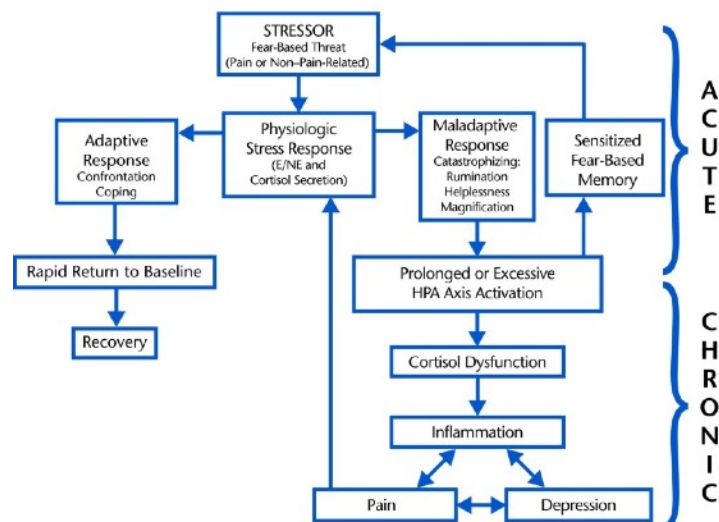 STRESSOR
Fear-Based Threat
(Pain or Non–Pain-Related)
Adaptive
Response
Confrontation
Coping
Physiologic
Stress Response
(E/NE and
Cortisol Secretion)
Maladaptive
Response
Catastrophizing:
Rumination
Helplessness
Magnification
Sensitized
Fear-Based
Memory
ACUTE
Rapid Return to Baseline
Prolonged or Excessive
HPA Axis Activation
Recovery
Cortisol Dysfunction
Inflammation
Pain
Depression
CHRONIC